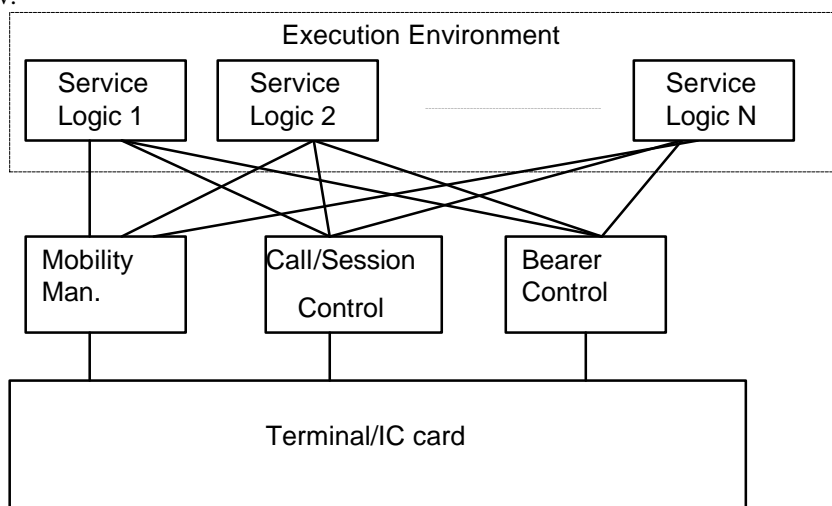 Execution Environment
Service
Logic 1
Service
Logic 2
Service
Logic N
Mobility
Man.
Call/Session
Control
Bearer
Control
Terminal/IC card